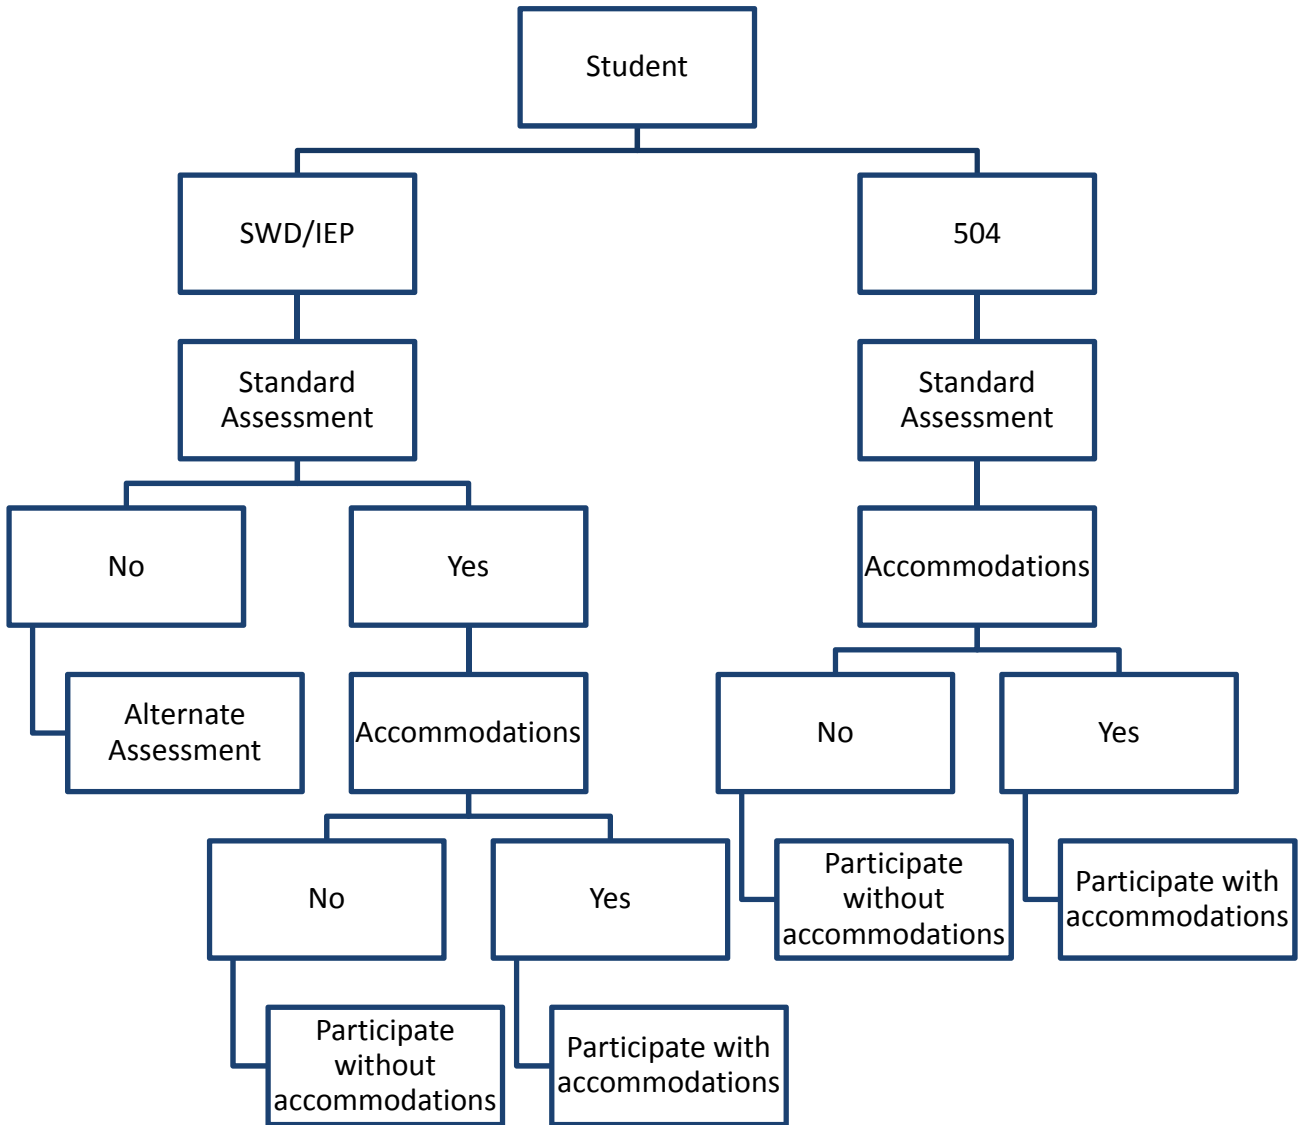 Student
SWD/IEP
504
Standard
Assessment
Standard
Assessment
No
Yes
Accommodations
Alternate
Assessment
Accommodations
No
Yes
No
Yes
Participate
without
accommodations
Participate with
accommodations
Participate
without
accommodations
Participate with
accommodations